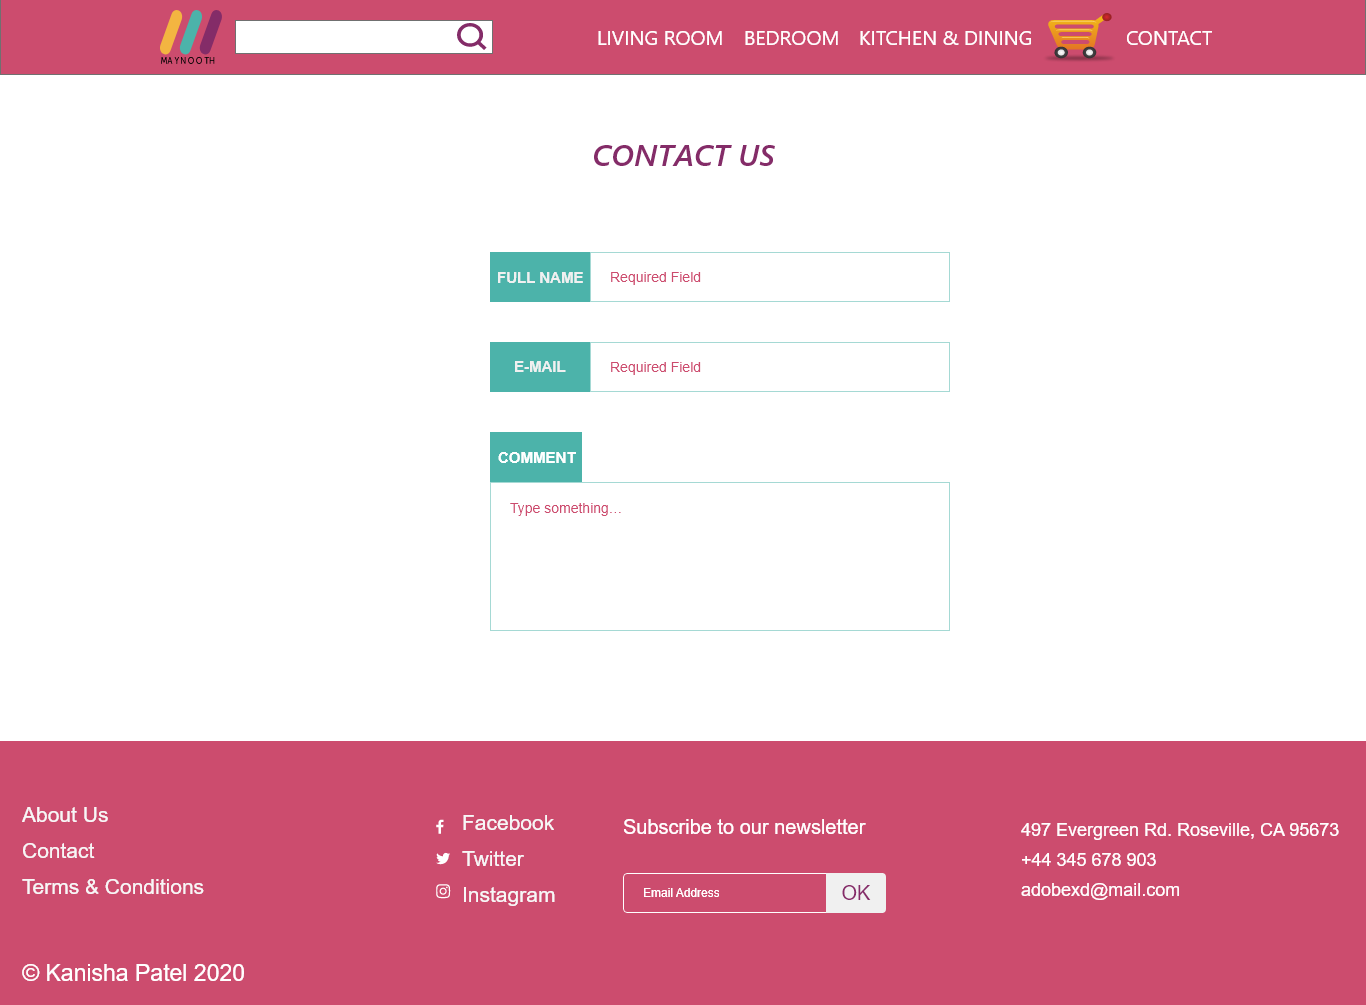 MAYNOOTH
LIVING ROOM
BEDROOM
KITCHEN & DINING
CONTACT
CONTACT US
FULL NAME
Required Field
E-MAIL
Required Field
COMMENT
Type something...
About Us
Contact
Terms & Conditions
Facebook
Twitter
Instagram
Subscribe to our newsletter
Email Address
OK
497 Evergreen Rd. Roseville, CA 95673
+44 345 678 903
adobexd@mail.com
© Kanisha Patel 2020